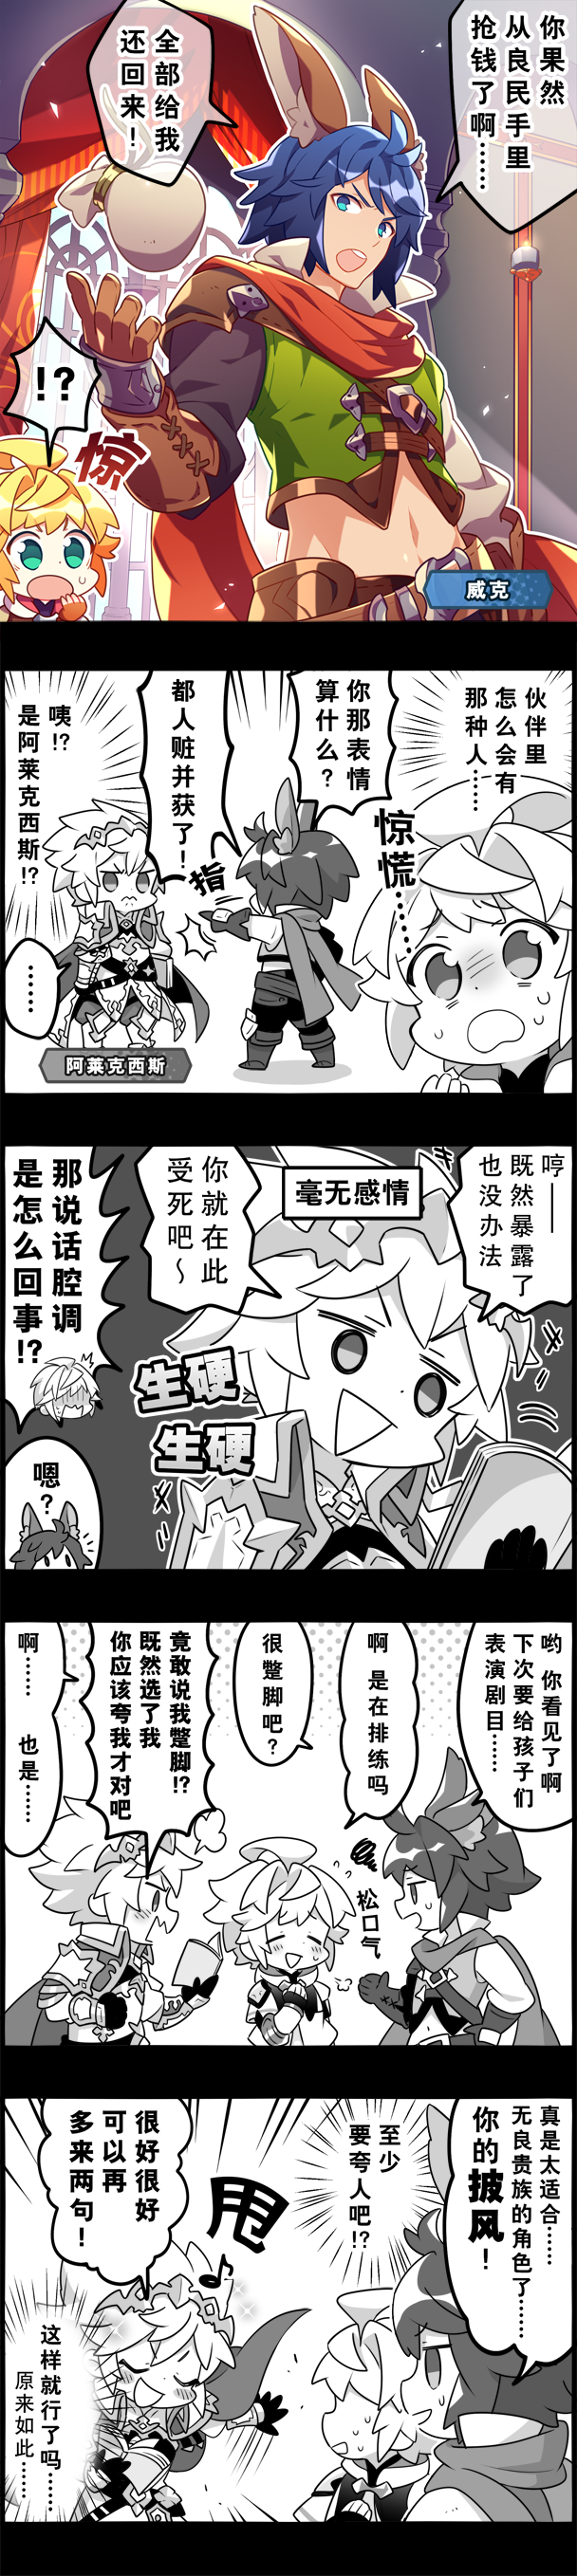 你果然
从良民手里
抢钱了啊……
全部给我
还回来！
!?
惊
威克
伙伴里
怎么会有
那种人……
惊慌……
你那表情
算什么？
都人赃并获了！
指
咦!?
是阿莱克西斯!?
……
阿莱克西斯
哼——
既然暴露了
也没办法
毫无感情
你就在此
受死吧～
生硬
生硬
那说话腔调
是怎么回事!?
嗯？
哟 你看见了啊
下次要给孩子们
表演剧目……
啊 是在排练吗
松口气
很蹩脚吧？
竟敢说我蹩脚!?
既然选了我
你应该夸我才对吧
啊…… 也是……
真是太适合……
无良贵族的角色了……
你的披风！
至少
要夸人吧!?
甩
很好很好
可以再
多来两句！
这样就行了吗……
原来如此……